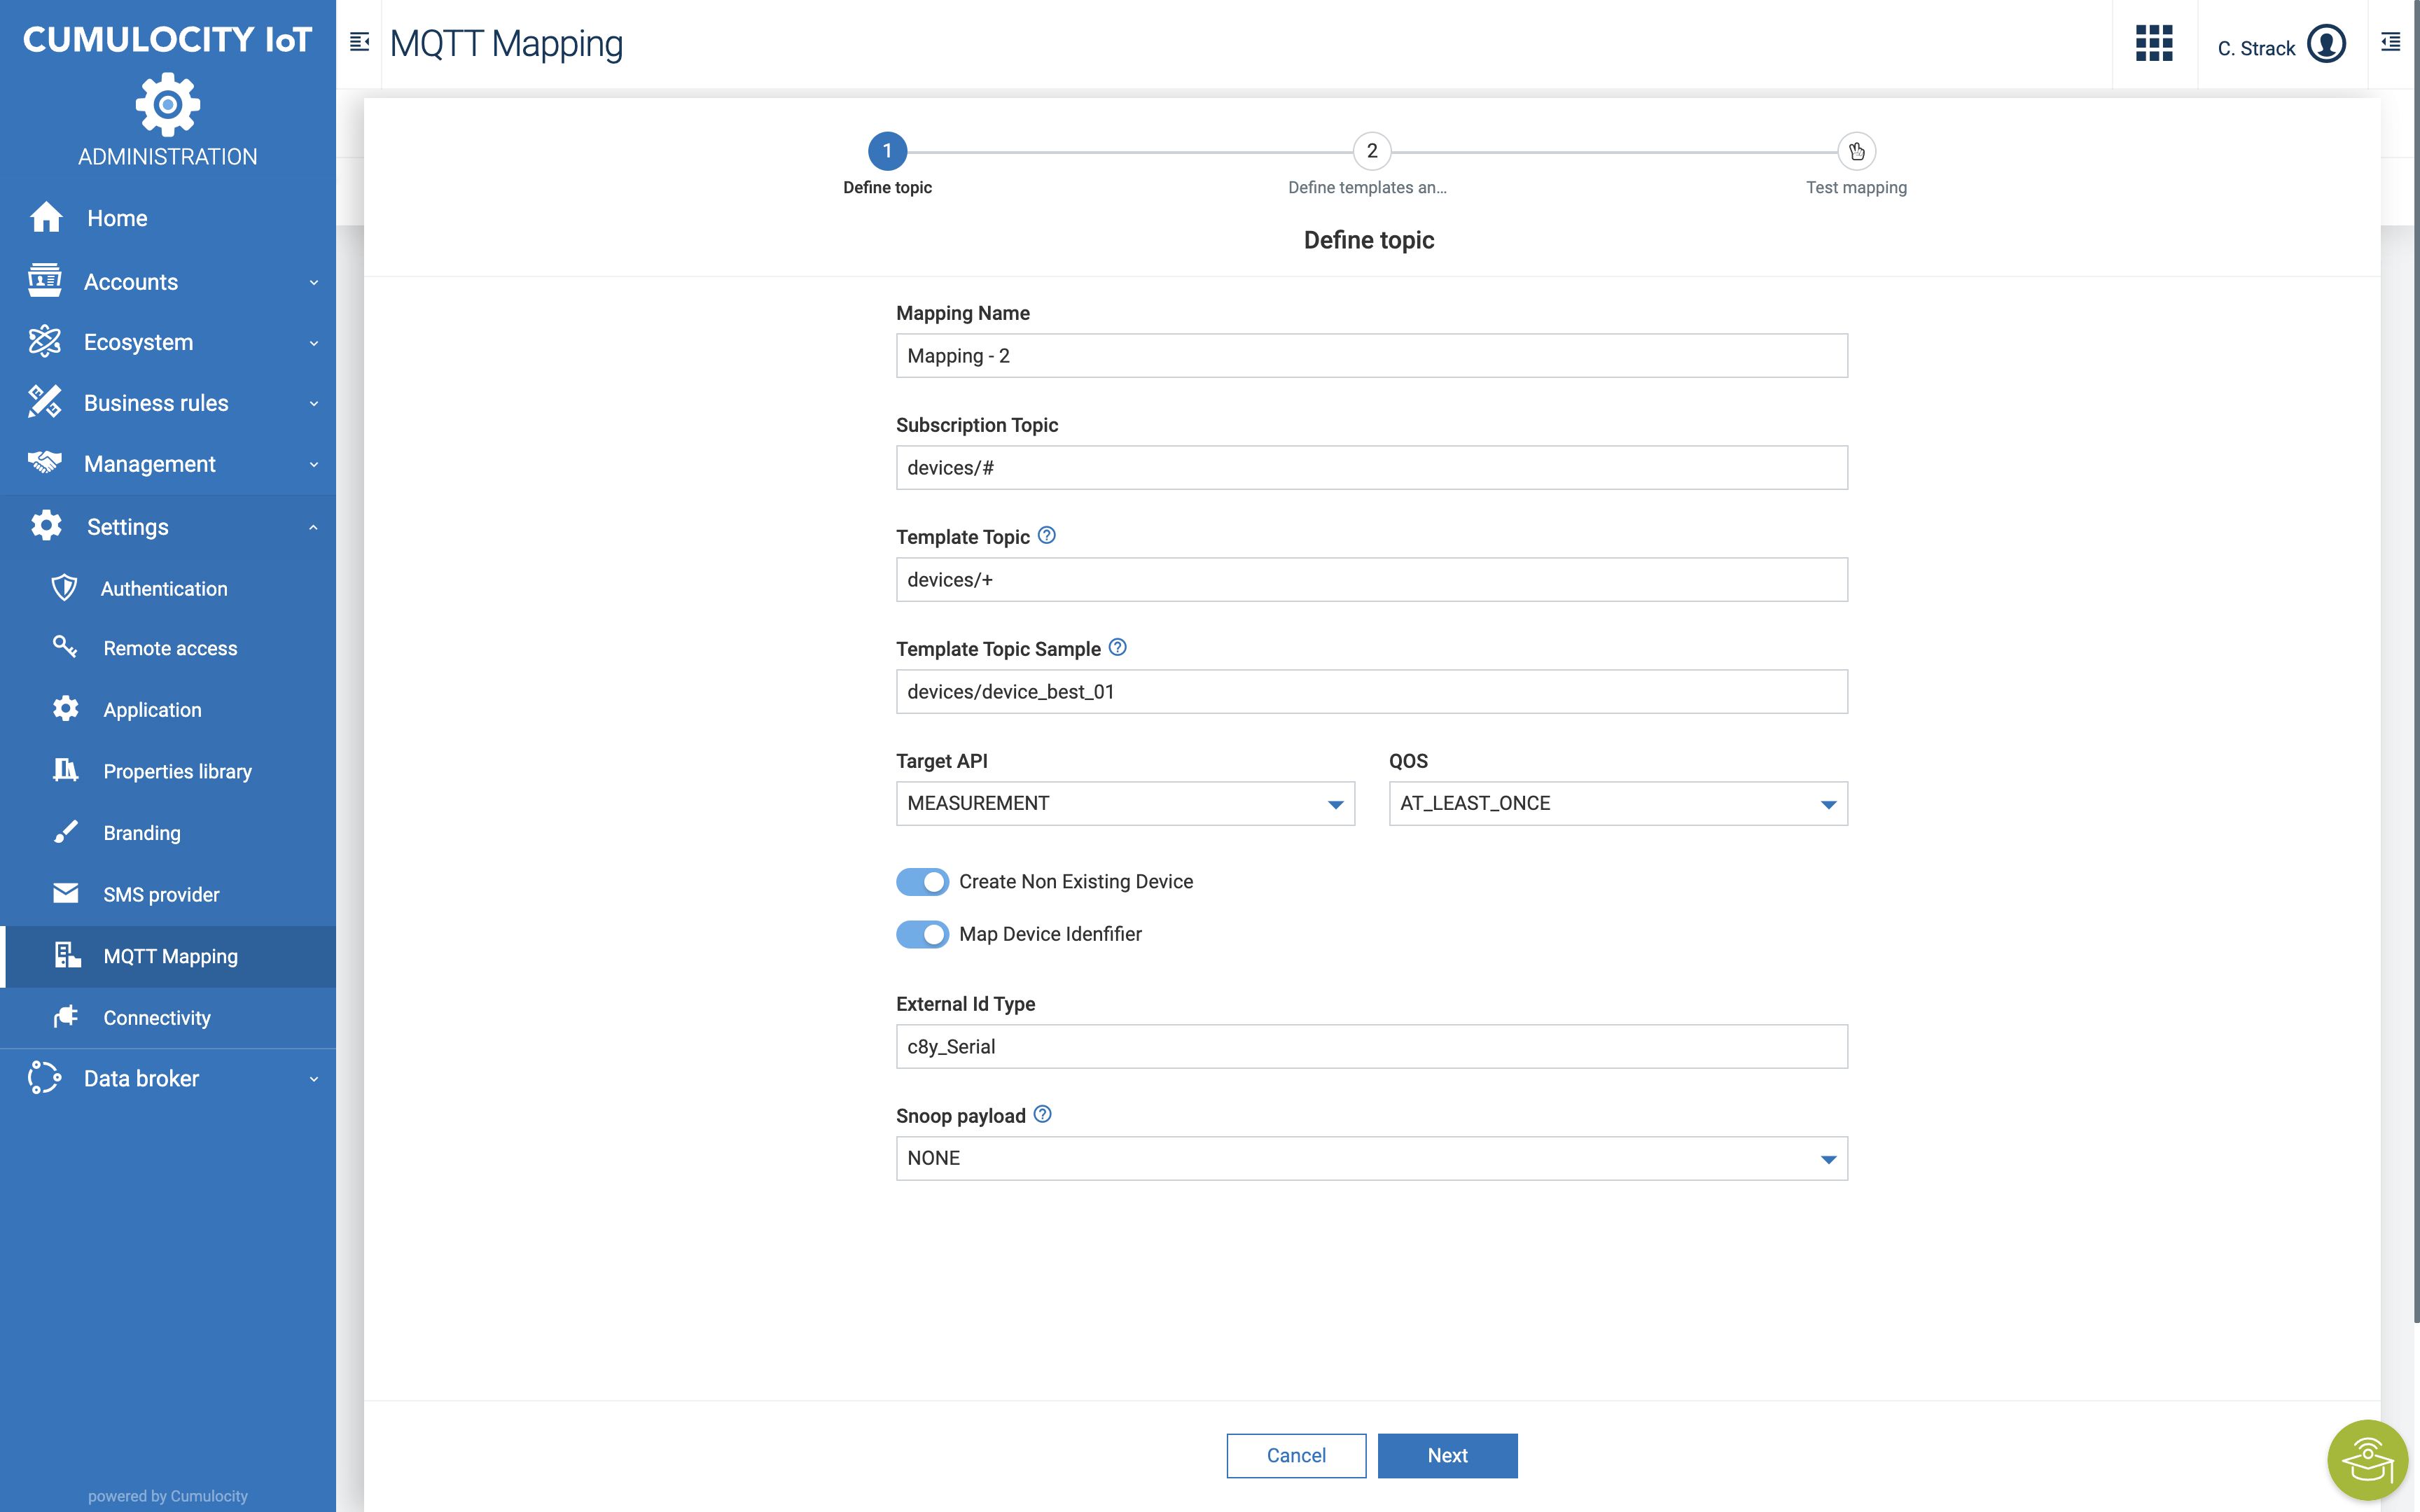 CUMULOCITY IoT
ADMINISTRATION
Home
Accounts
Ecosystem
Business rules
Management
Settings
Authentication
Remote access
Application
Properties library
Branding
SMS provider
MQTT Mapping
Connectivity
Data broker
powered by Cumulocity
MQTT Mapping
C. Strack
1
2
Define topic
Define templates an...
Test mapping
Define topic
Mapping Name
Mapping - 2
Subscription Topic
devices/#
Template Topic
devices/+
Template Topic Sample
devices/device_best_01
Target API
QOS
MEASUREMENT
AT_LEAST_ONCE
Create Non Existing Device
Map Device Idenfifier
External Id Type
c8y_Serial
Snoop payload
NONE
Cancel
Next